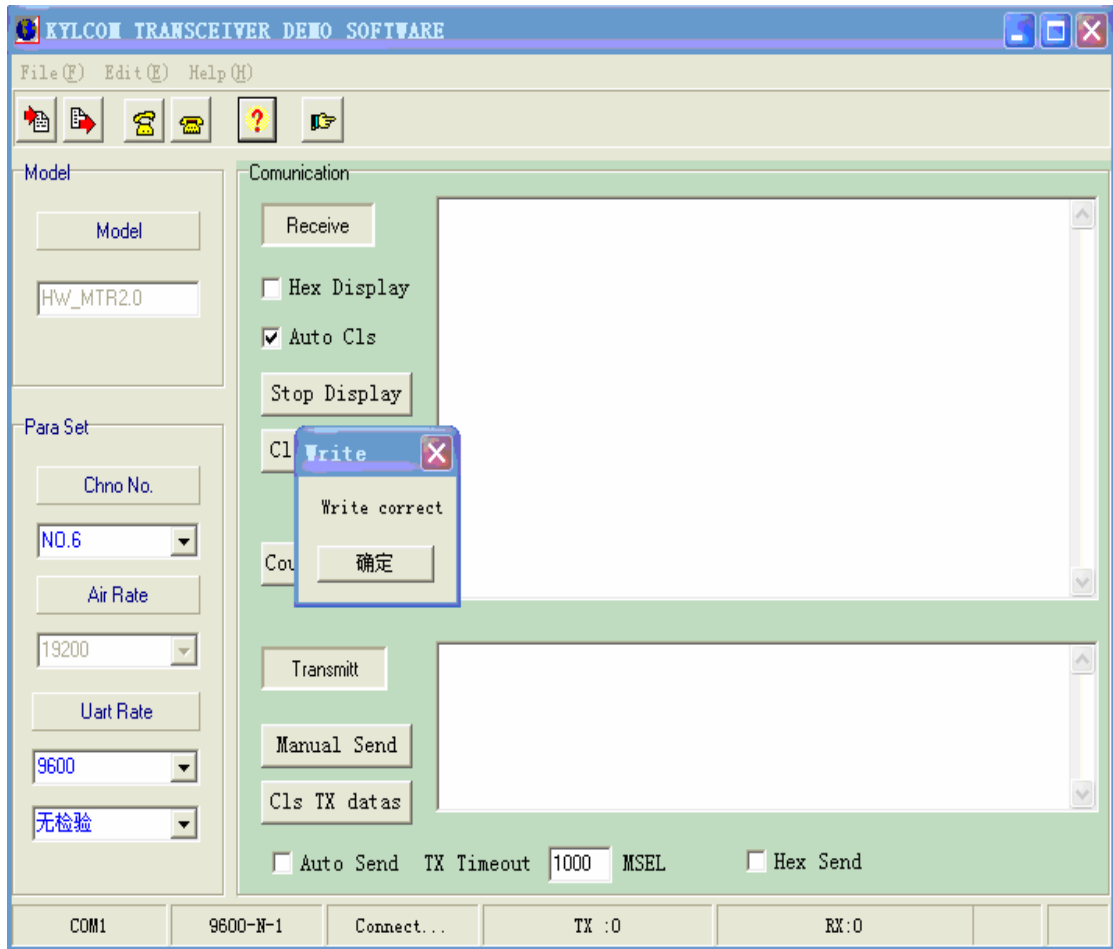 KYLCOM TRANSCEIVER DEMO SOFTWARE
File(F) Edit(E) Help(H)
Model
Model
HW_MTR2.0
Para Set
Chno No.
NO.6
Air Rate
19200
Uart Rate
9600
无检验
Comunication
Receive
Hex Display
Auto Cls
Stop Display
Write
Write correct
确定
Transmitt
Manual Send
Cls TX datas
Auto Send TX Timeout 1000 MSEL Hex Send
COM1 9600-N-1 Connect... TX :0 RX:0